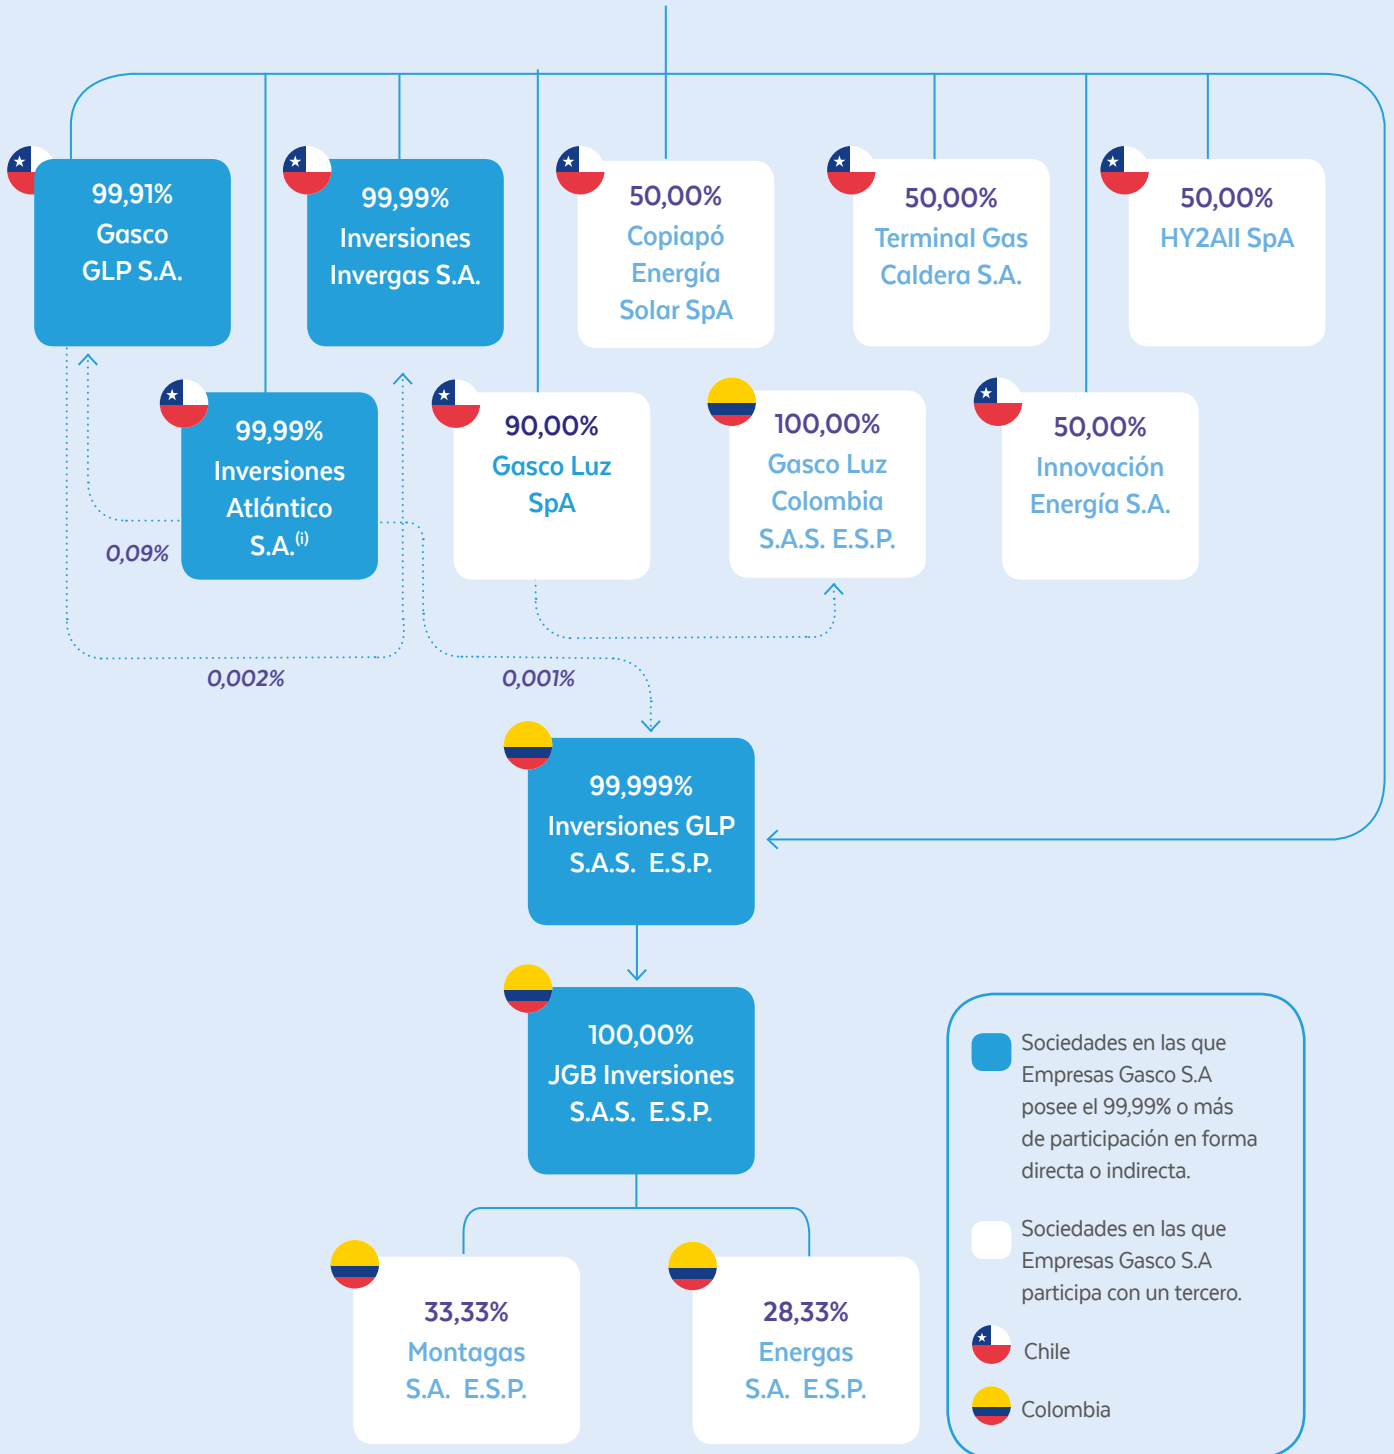 99,91%
Gasco
GLP S.A.
99,99%
Inversiones
Invergas S.A.
50,00%
Copiapó
Energía
Solar SpA
50,00%
Terminal Gas
Caldera S.A.
50,00%
HY2All SpA
99,99%
Inversiones
Atlántico
S.A.(i)
90,00%
Gasco Luz
SpA
100,00%
Gasco Luz
Colombia
S.A.S. E.S.P.
50,00%
Innovación
Energía S.A.
0,09%
0,002%
0,001%
99,999%
Inversiones GLP
S.A.S. E.S.P.
100,00%
JGB Inversiones
S.A.S. E.S.P.
33,33%
Montagas
S.A. E.S.P.
28,33%
Energas
S.A. E.S.P.
Sociedades en las que
Empresas Gasco S.A
posee el 99,99% o más
de participación en forma
directa o indirecta.
Sociedades en las que
Empresas Gasco S.A
participa con un tercero.
Chile
Colombia